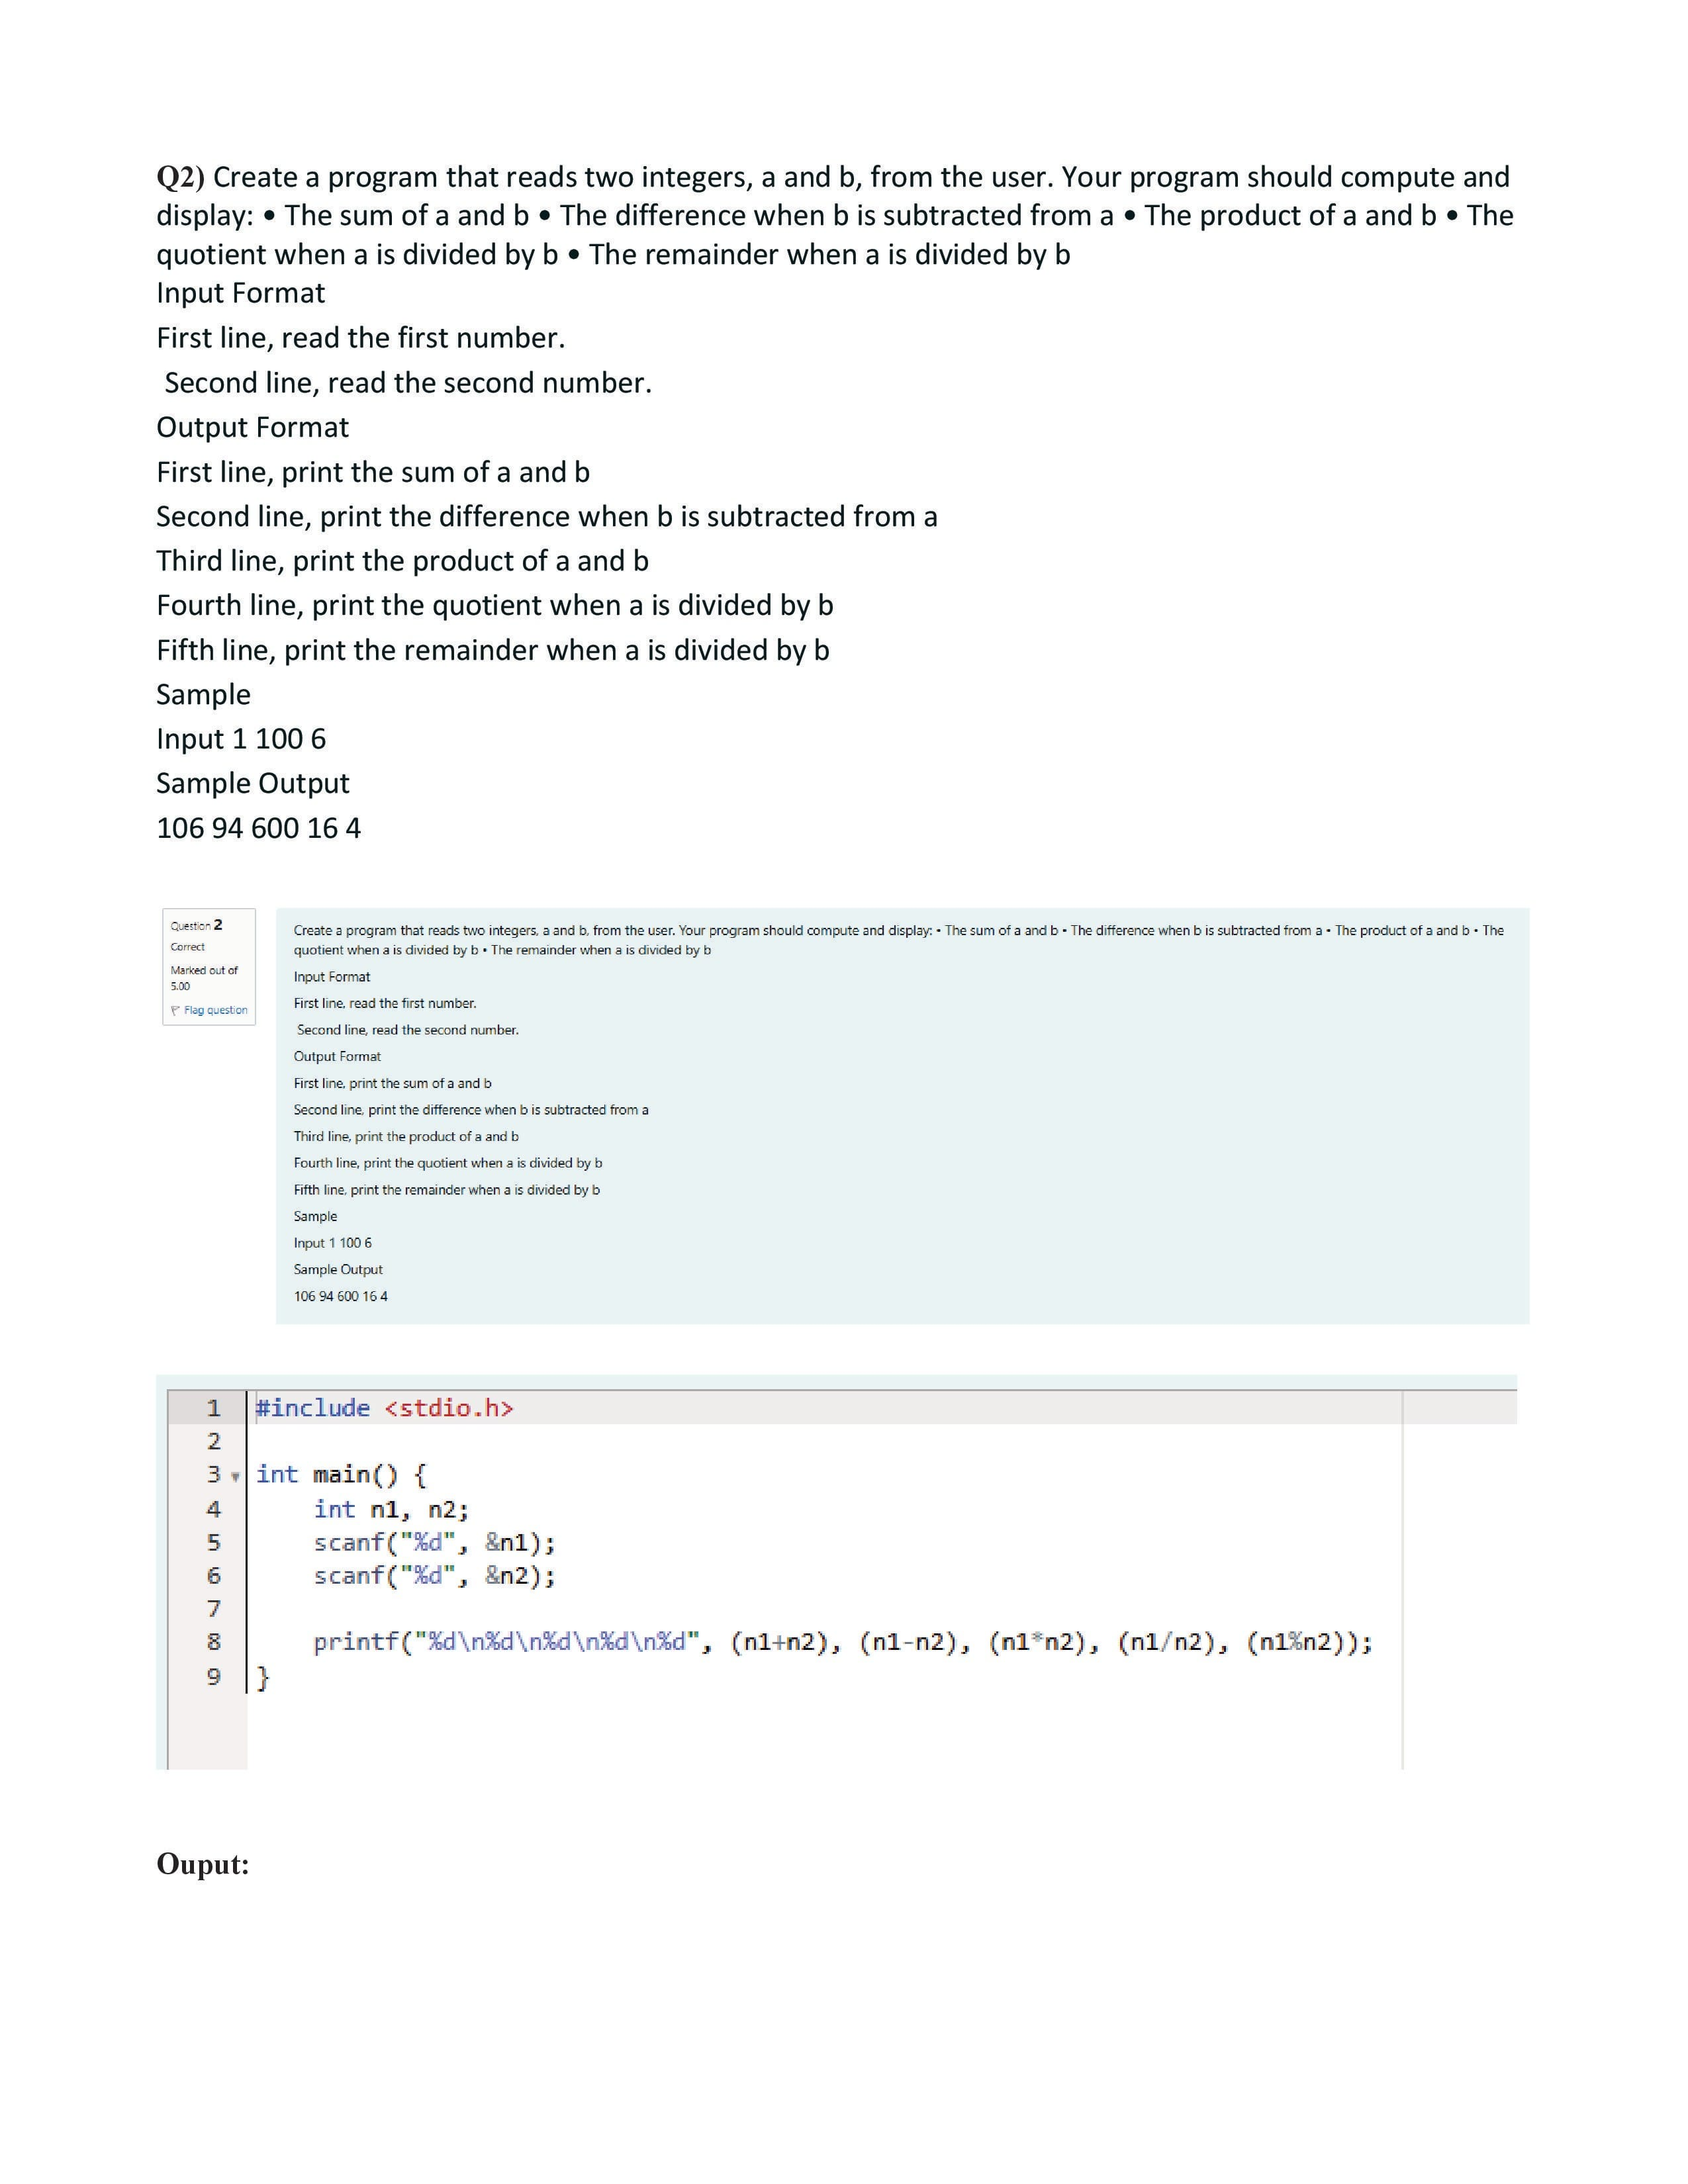 Q2) Create a program that reads two integers, a and b, from the user. Your program should compute and
display: • The sum of a and b • The difference when b is subtracted from a • The product of a and b • The
quotient when a is divided by b • The remainder when a is divided by b
Input Format
First line, read the first number.
Second line, read the second number.
Output Format
First line, print the sum of a and b
Second line, print the difference when b is subtracted from a
Third line, print the product of a and b
Fourth line, print the quotient when a is divided by b
Fifth line, print the remainder when a is divided by b
Sample
Input 1 100 6
Sample Output
106 94 600 16 4
Question 2
Correct
Marked out of
5.00
Flag question
Create a program that reads two integers, a and b, from the user. Your program should compute and display: • The sum of a and b • The difference when b is subtracted from a • The product of a and b • The
quotient when a is divided by b • The remainder when a is divided by b
Input Format
First line, read the first number.
Second line, read the second number.
Output Format
First line, print the sum of a and b
Second line, print the difference when b is subtracted from a
Third line, print the product of a and b
Fourth line, print the quotient when a is divided by b
Fifth line, print the remainder when a is divided by b
Sample
Input 1 100 6
Sample Output
106 94 600 16 4
1 #include <stdio.h>
2
3 int main() {
4     int n1, n2;
5     scanf("%d", &n1);
6     scanf("%d", &n2);
7
8     printf("%d\n%d\n%d\n%d\n%d", (n1+n2), (n1-n2), (n1*n2), (n1/n2), (n1%n2));
9 }
Ouput: